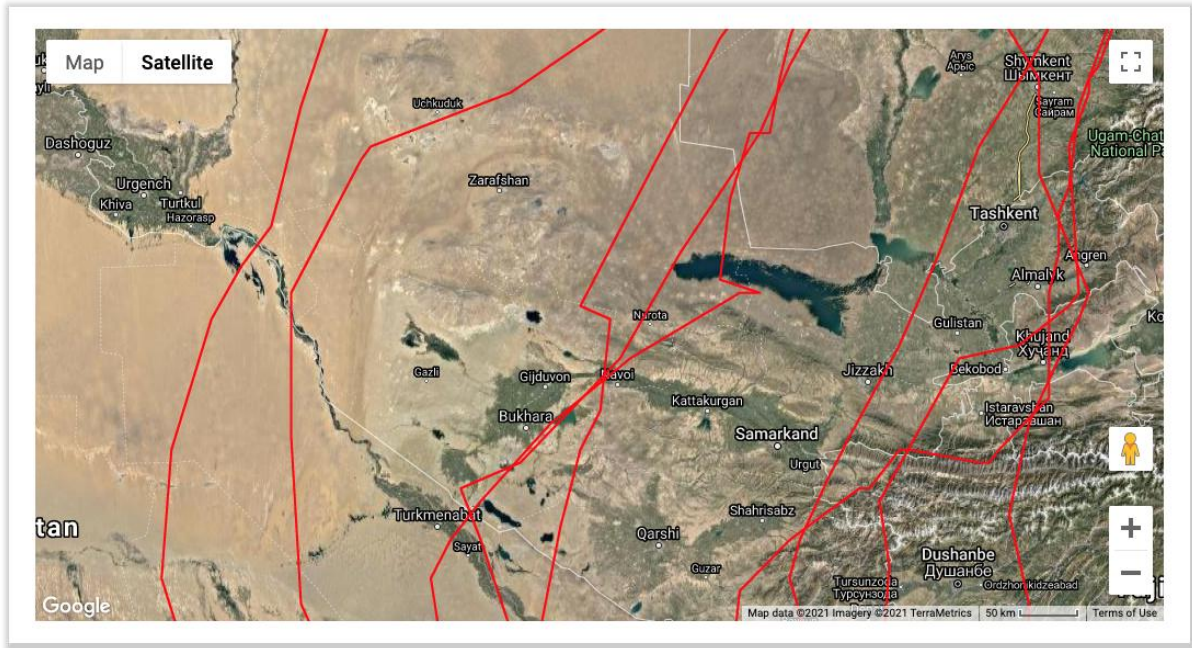 Map Satellite
Uchkuduk
Dashoguz
Urgench
Khiva
Turtkul
Hazorasp
Zarafshan
Arys
Арыс
Shymkent
Шымкент
Sayram
Сайрам
Ugam-Chat
National Pa
Tashkent
Angren
Almalyk
Nurota
Gulistan
Khujand
Хуҷанд
Ko
Gazli
Gijduvon
Navoi
Jizzakh
Bekobod
Kattakurgan
Bukhara
Istaravshan
Истаравшан
Samarkand
Urgut
Shahrisabz
Turkmenabat
tan
Sayat
Qarshi
Guzar
Dushanbe
Душанбе
Tursunzoda
Турсунзода
Ordzhonikidzeabad
Google
Map data ©2021 Imagery ©2021 TerraMetrics 50 km Terms of Use